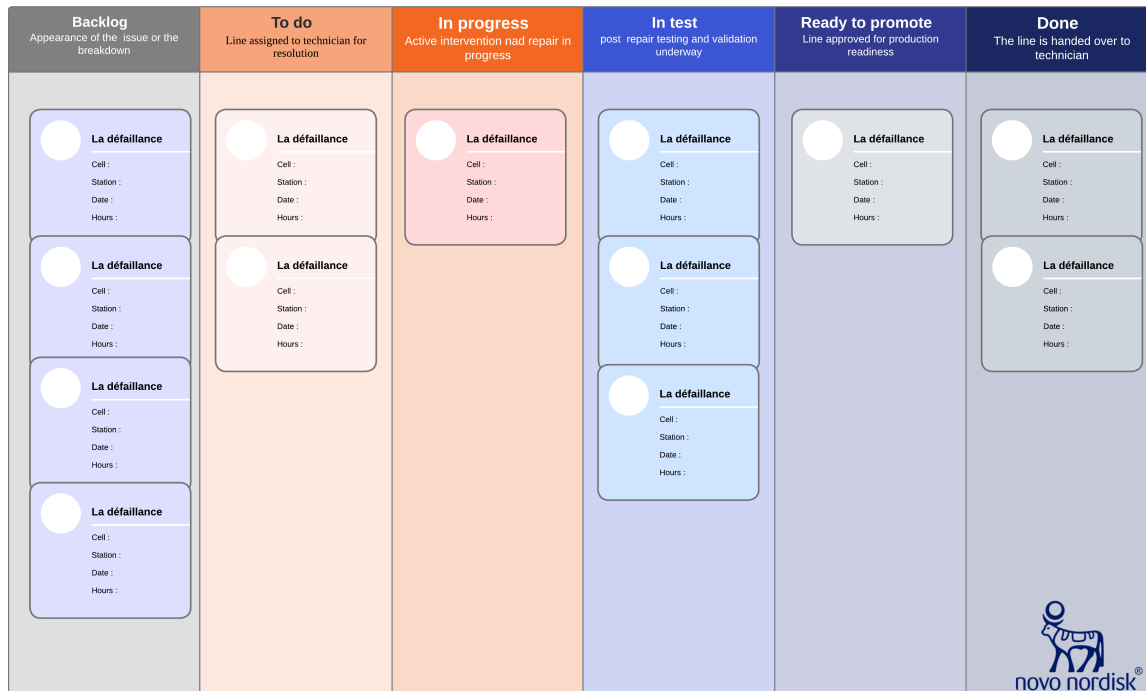 Backlog
Appearance of the issue or the
breakdown
To do
Line assigned to technician for
resolution
In progress
Active intervention nad repair in
progress
In test
post repair testing and validation
underway
Ready to promote
Line approved for production
readiness
Done
The line is handed over to
technician
La défaillance
Cell :
Station :
Date :
Hours :
La défaillance
Cell :
Station :
Date :
Hours :
La défaillance
Cell :
Station :
Date :
Hours :
La défaillance
Cell :
Station :
Date :
Hours :
La défaillance
Cell :
Station :
Date :
Hours :
La défaillance
Cell :
Station :
Date :
Hours :
La défaillance
Cell :
Station :
Date :
Hours :
La défaillance
Cell :
Station :
Date :
Hours :
La défaillance
Cell :
Station :
Date :
Hours :
La défaillance
Cell :
Station :
Date :
Hours :
La défaillance
Cell :
Station :
Date :
Hours :
La défaillance
Cell :
Station :
Date :
Hours :
La défaillance
Cell :
Station :
Date :
Hours :
novo nordisk®